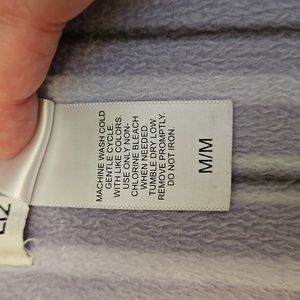 MACHINE WASH COLD
GENTLE CYCLE.
WITH LIKE COLORS.
USE ONLY NON-
CHLORINE BLEACH
WHEN NEEDED.
TUMBLE DRY LOW.
REMOVE PROMPTLY.
DO NOT IRON.
M/M